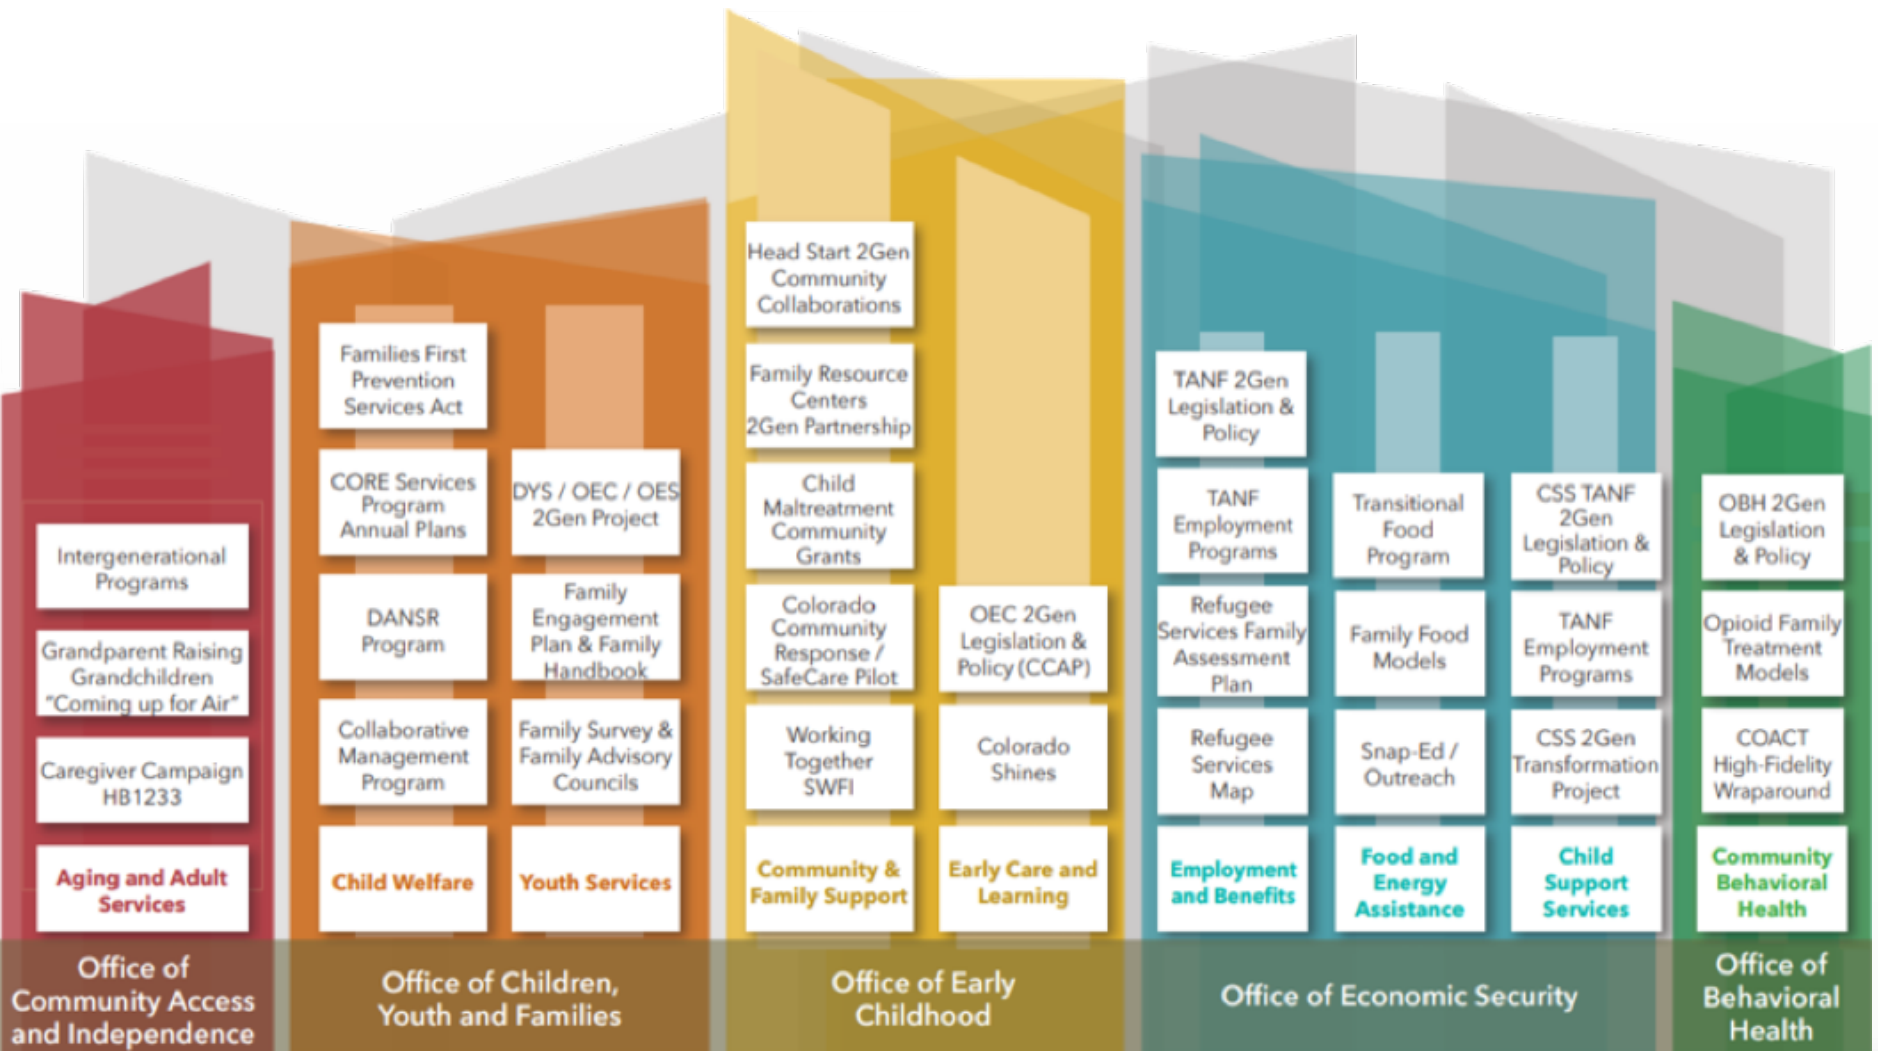 Intergenerational
Programs
Grandparent Raising
Grandchildren
"Coming up for Air"
Caregiver Campaign
HB1233
Aging and Adult
Services
Office of
Community Access
and Independence
Families First
Prevention
Services Act
CORE Services
Program
Annual Plans
DANSR
Program
Collaborative
Management
Program
Child Welfare
DYS / OEC / OES
2Gen Project
Family
Engagement
Plan & Family
Handbook
Family Survey &
Family Advisory
Councils
Youth Services
Office of Children,
Youth and Families
Head Start 2Gen
Community
Collaborations
Family Resource
Centers
2Gen Partnership
Child
Maltreatment
Community
Grants
Colorado
Community
Response /
SafeCare Pilot
Working
Together
SWFI
Community &
Family Support
OEC 2Gen
Legislation &
Policy (CCAP)
Colorado
Shines
Early Care and
Learning
Office of Early
Childhood
TANF 2Gen
Legislation &
Policy
TANF
Employment
Programs
Refugee
Services Family
Assessment
Plan
Refugee
Services
Map
Employment
and Benefits
Transitional
Food
Program
Family Food
Models
Snap-Ed /
Outreach
Food and
Energy
Assistance
CSS TANF
2Gen
Legislation &
Policy
TANF
Employment
Programs
CSS 2Gen
Transformation
Project
Child
Support
Services
Office of Economic Security
OBH 2Gen
Legislation
& Policy
Opioid Family
Treatment
Models
COACT
High-Fidelity
Wraparound
Community
Behavioral
Health
Office of
Behavioral
Health